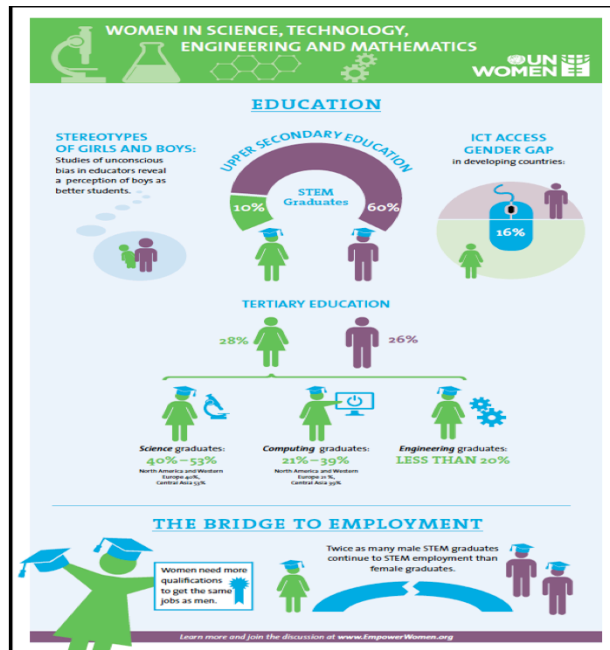 WOMEN IN SCIENCE, TECHNOLOGY,
ENGINEERING AND MATHEMATICS
UN
WOMEN
EDUCATION
STEREOTYPES
OF GIRLS AND BOYS:
Studies of unconscious
bias in educators reveal
a perception of boys as
better students.
UPPER SECONDARY EDUCATION
STEM
Graduates
10%
60%
ICT ACCESS
GENDER GAP
in developing countries:
16%
TERTIARY EDUCATION
28%
26%
Science graduates:
40%–53%
North America and Western
Europe 40%,
Central Asia 53%
Computing graduates:
21%–39%
North America and Western
Europe 21 %,
Central Asia 39%
Engineering graduates:
LESS THAN 20%
THE BRIDGE TO EMPLOYMENT
Women need more
qualifications
to get the same
jobs as men.
Twice as many male STEM graduates
continue to STEM employment than
female graduates.
Learn more and join the discussion at www.EmpowerWomen.org